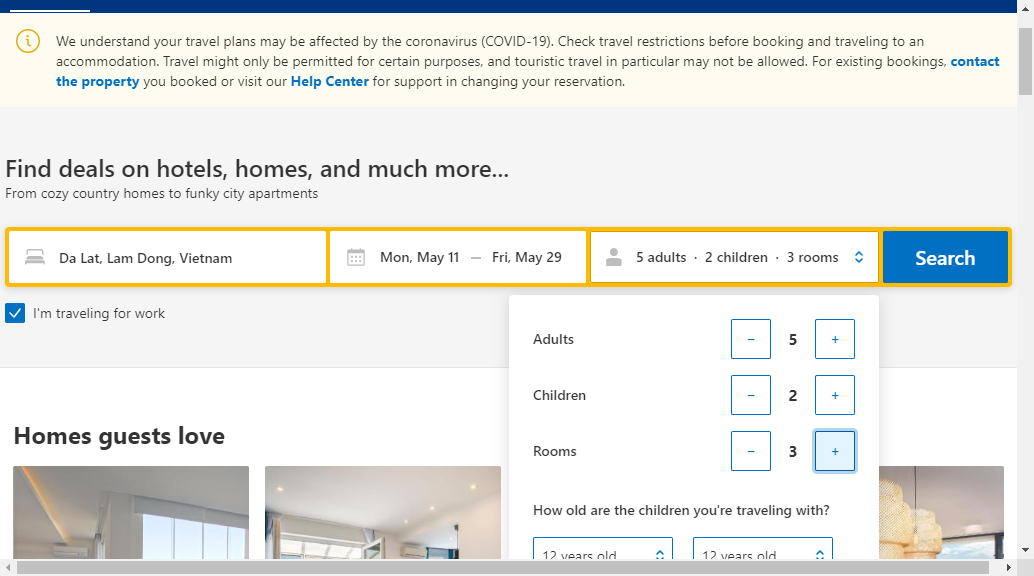 We understand your travel plans may be affected by the coronavirus (COVID-19). Check travel restrictions before booking and traveling to an
accommodation. Travel might only be permitted for certain purposes, and touristic travel in particular may not be allowed. For existing bookings, contact
the property you booked or visit our Help Center for support in changing your reservation.
Find deals on hotels, homes, and much more...
From cozy country homes to funky city apartments
Da Lat, Lam Dong, Vietnam
Mon, May 11 — Fri, May 29
5 adults · 2 children · 3 rooms
Search
I'm traveling for work
Adults
− 5 +
Children
− 2 +
Rooms
− 3 +
Homes guests love
How old are the children you're traveling with?
12 years old
12 years old